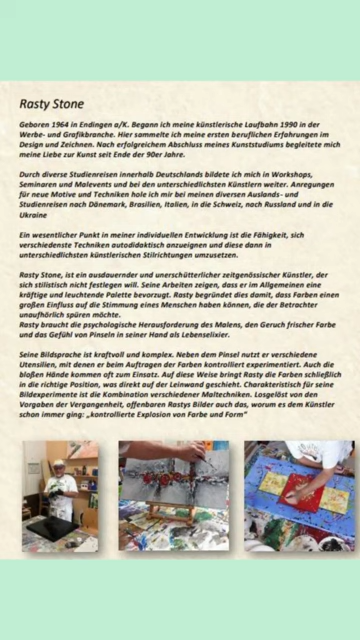 Rasty Stone
Geboren 1964 in Endingen a/K. Begann ich meine künstlerische Laufbahn 1990 in der
Werbe- und Grafikbranche. Hier sammelte ich meine ersten beruflichen Erfahrungen im
Design und Zeichnen. Nach erfolgreichem Abschluss meines Kunststudiums begleitete mich
meine Liebe zur Kunst seit Ende der 90er Jahre.
Durch diverse Studienreisen innerhalb Deutschlands bildete ich mich in Workshops,
Seminaren und Malevents und bei den unterschiedlichsten Künstlern weiter. Anregungen
für neue Motive und Techniken hole ich mir bei meinen diversen Auslands- und
Studienreisen nach Dänemark, Brasilien, Italien, in die Schweiz, nach Russland und in die
Ukraine
Ein wesentlicher Punkt in meiner individuellen Entwicklung ist die Fähigkeit, sich
verschiedenste Techniken autodidaktisch anzueignen und diese dann in
unterschiedlichsten künstlerischen Stilrichtungen umzusetzen.
Rasty Stone, ist ein ausdauernder und unerschütterlicher zeitgenössischer Künstler, der
sich stilistisch nicht festlegen will. Seine Arbeiten zeigen, dass er im Allgemeinen eine
kräftige und leuchtende Palette bevorzugt. Rasty begründet dies damit, dass Farben einen
großen Einfluss auf die Stimmung eines Menschen haben können, die der Betrachter
unaufhörlich spüren möchte.
Rasty braucht die psychologische Herausforderung des Malens, den Geruch frischer Farbe
und das Gefühl von Pinseln in seiner Hand als Lebenselixier.
Seine Bildsprache ist kraftvoll und komplex. Neben dem Pinsel nutzt er verschiedene
Utensilien, mit denen er beim Auftragen der Farben kontrolliert experimentiert. Auch die
bloßen Hände kommen oft zum Einsatz. Auf diese Weise bringt Rasty die Farben schließlich
in die richtige Position, was direkt auf der Leinwand geschieht. Charakteristisch für seine
Bildexperimente ist die Kombination verschiedener Maltechniken. Losgelöst von den
Vorgaben der Vergangenheit, offenbaren Rastys Bilder auch das, worum es dem Künstler
schon immer ging: „kontrollierte Explosion von Farbe und Form“